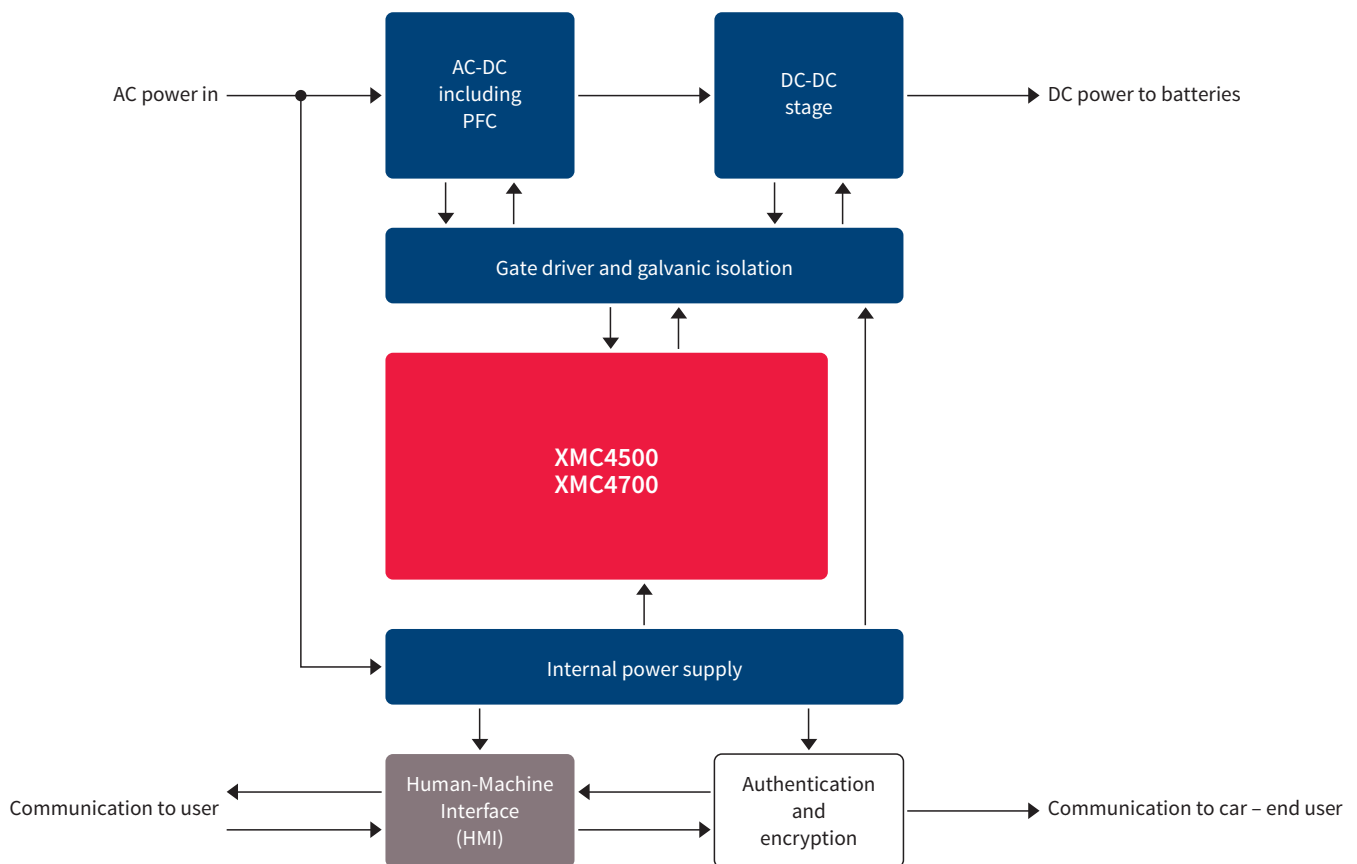 AC power in
AC-DC
including
PFC
DC-DC
stage
DC power to batteries
Gate driver and galvanic isolation
XMC4500
XMC4700
Internal power supply
Communication to user
Human-Machine
Interface
(HMI)
Authentication
and
encryption
Communication to car – end user